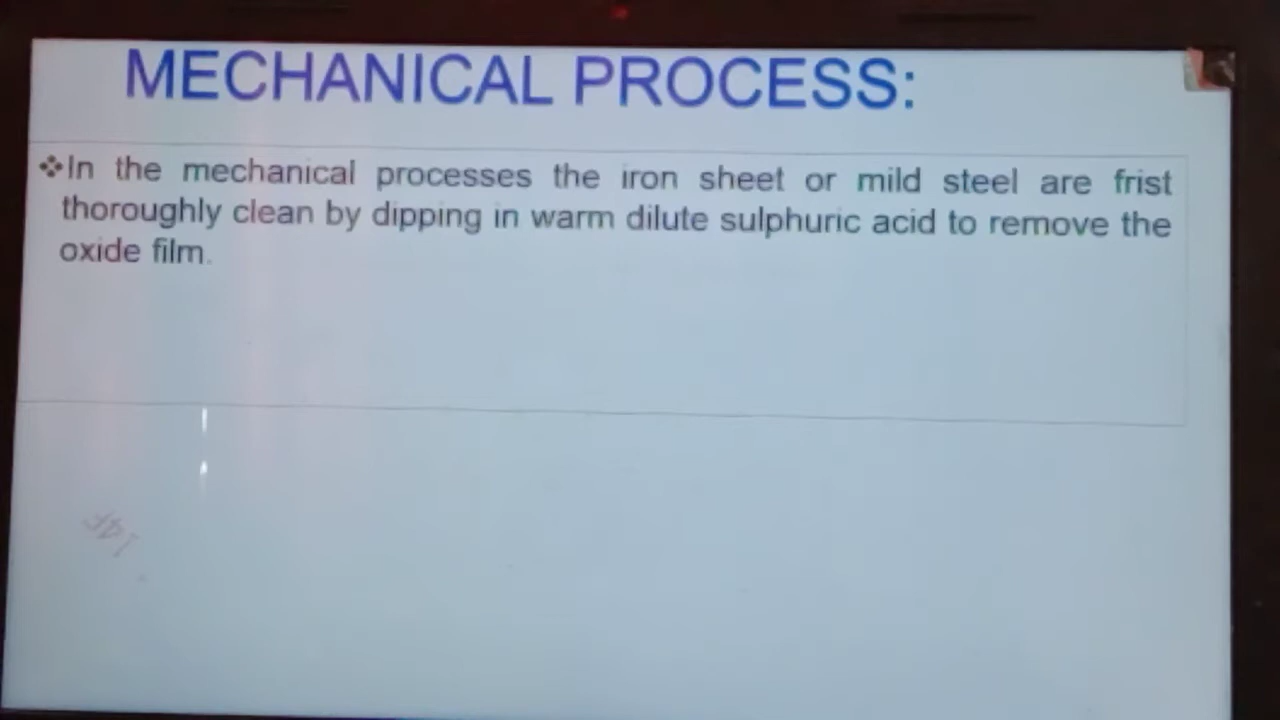 MECHANICAL PROCESS:
❖In the mechanical processes the iron sheet or mild steel are frist
thoroughly clean by dipping in warm dilute sulphuric acid to remove the
oxide film.